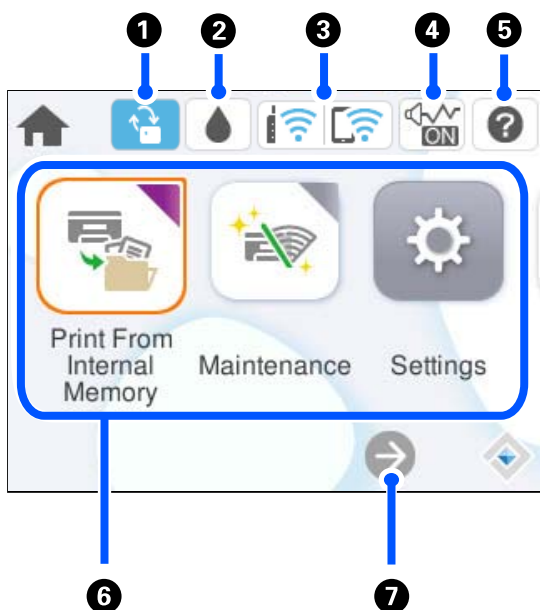 1 2 3 4 5
ON
?
Print From
Internal
Memory
Maintenance
Settings
6 7